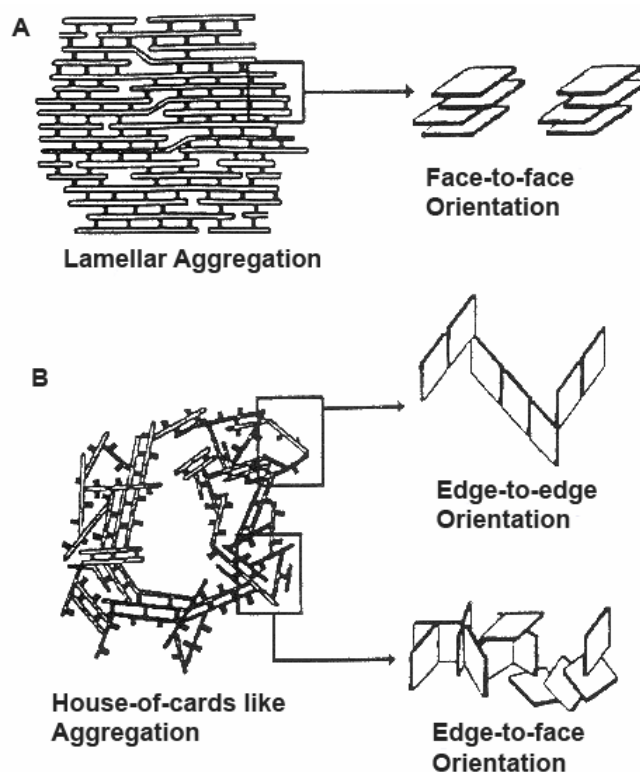 A
Face-to-face
Orientation
Lamellar Aggregation
B
Edge-to-edge
Orientation
House-of-cards like
Aggregation
Edge-to-face
Orientation